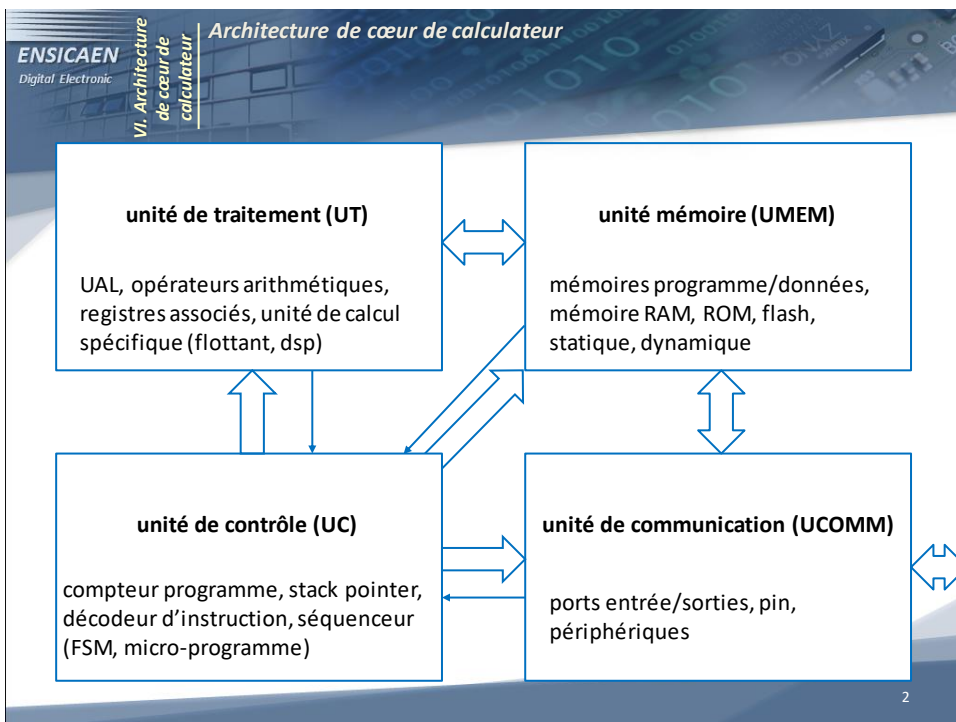 ENSICAEN
Digital Electronic
VI. Architecture
de cœur de
calculateur
Architecture de cœur de calculateur
unité de traitement (UT)
UAL, opérateurs arithmétiques,
registres associés, unité de calcul
spécifique (flottant, dsp)
unité mémoire (UMEM)
mémoires programme/données,
mémoire RAM, ROM, flash,
statique, dynamique
unité de contrôle (UC)
compteur programme, stack pointer,
décodeur d'instruction, séquenceur
(FSM, micro-programme)
unité de communication (UCOMM)
ports entrée/sorties, pin,
périphériques
2